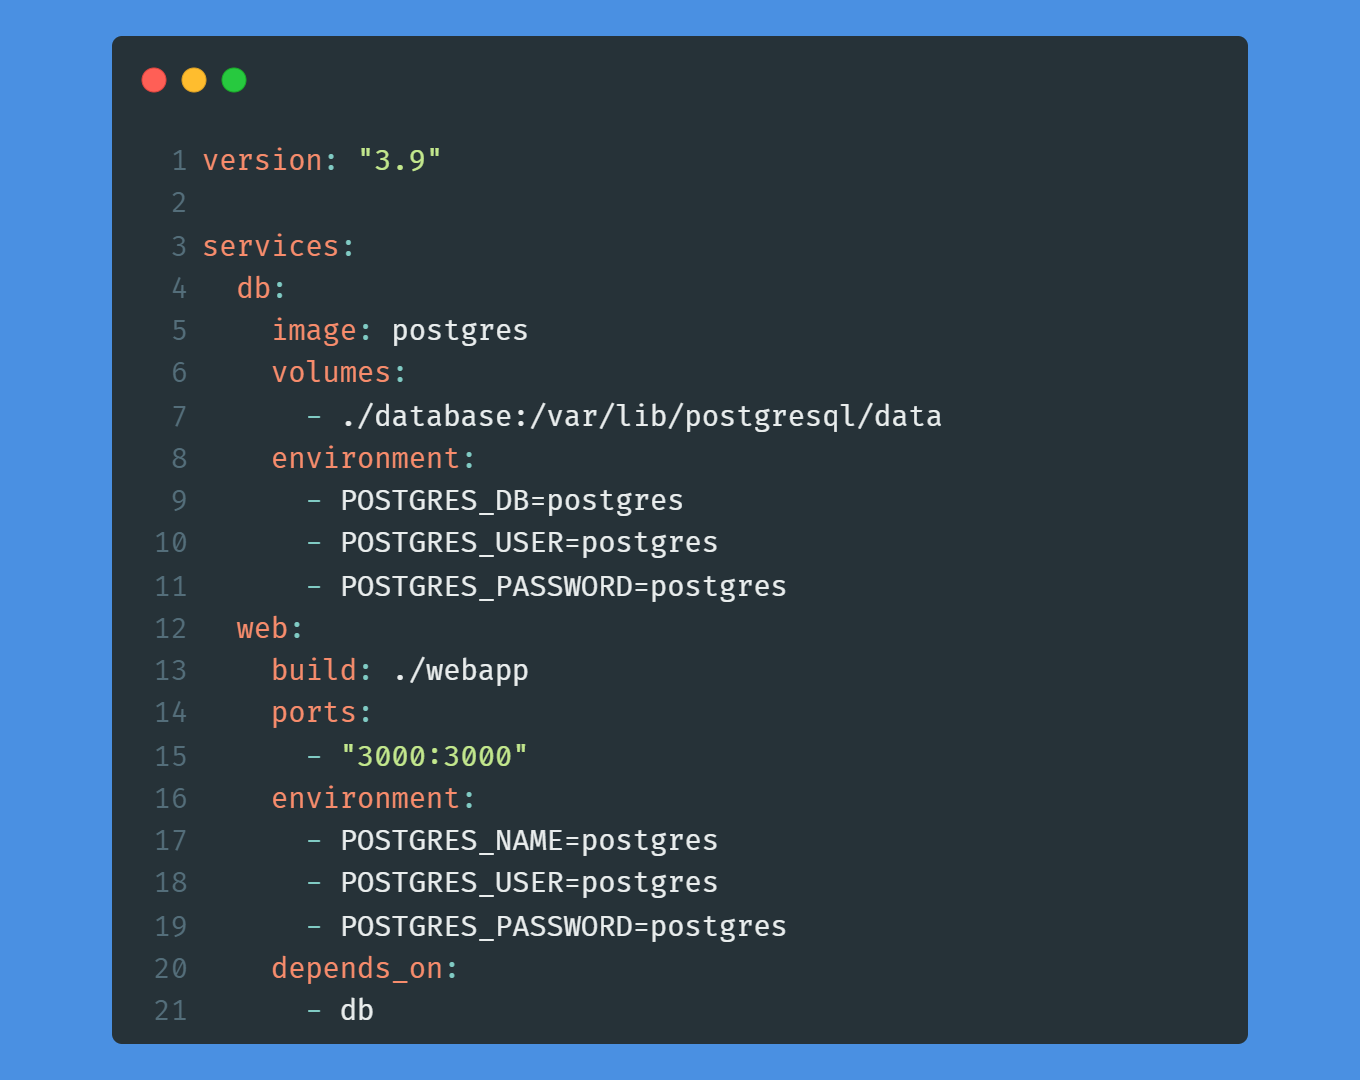 1 version: "3.9"
2
3 services:
4   db:
5     image: postgres
6     volumes:
7       - ./database:/var/lib/postgresql/data
8     environment:
9       - POSTGRES_DB=postgres
10       - POSTGRES_USER=postgres
11       - POSTGRES_PASSWORD=postgres
12   web:
13     build: ./webapp
14     ports:
15       - "3000:3000"
16     environment:
17       - POSTGRES_NAME=postgres
18       - POSTGRES_USER=postgres
19       - POSTGRES_PASSWORD=postgres
20     depends_on:
21       - db